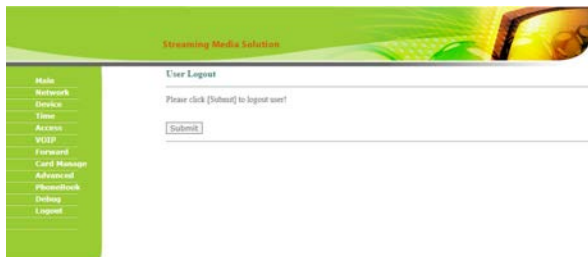 Streaming Media Solution
Main
Network
Device
Time
Access
VOIP
Forward
Card Manage
Advanced
PhoneBook
Debug
Logout
User Logout
Please click [Submit] to logout user!
Submit